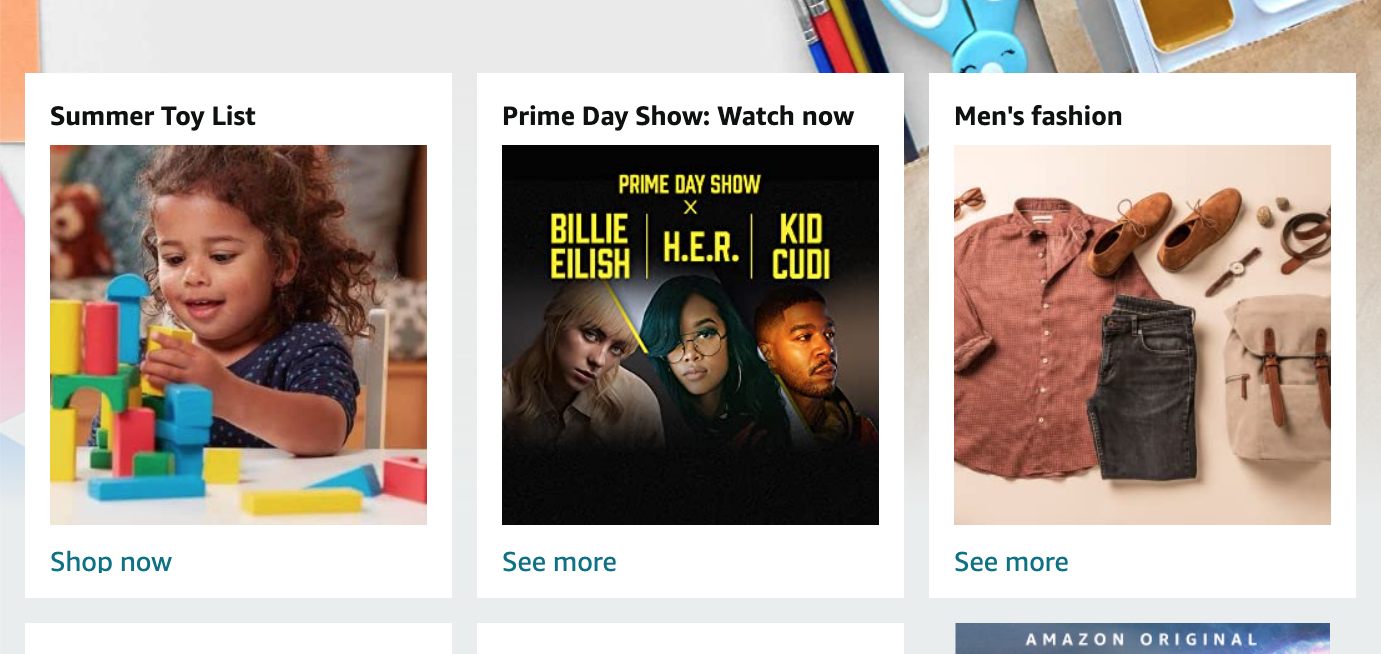 Summer Toy List
Prime Day Show: Watch now
Men's fashion
PRIME DAY SHOW
X
BILLIE EILISH
H.E.R.
KID CUDI
Shop now
See more
See more
AMAZON ORIGINAL